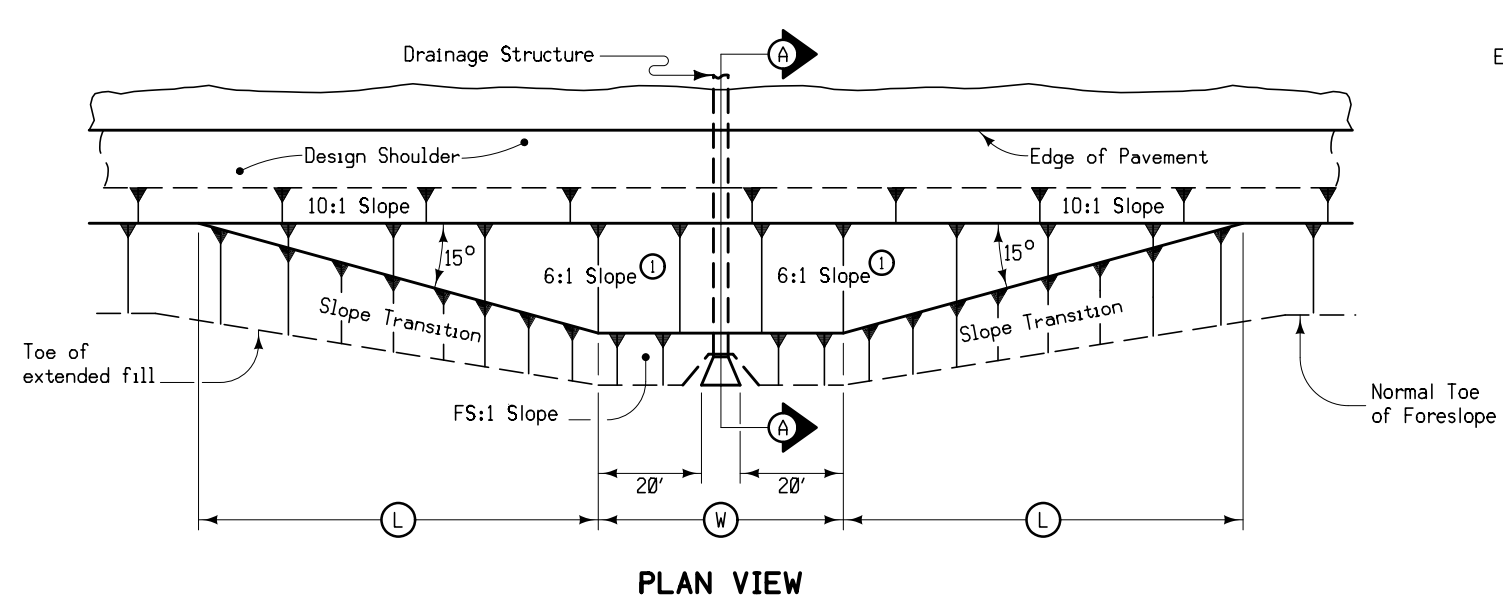 Drainage Structure
A
E
Design Shoulder
Edge of Pavement
10:1 Slope
10:1 Slope
15°
6:1 Slope 1
6:1 Slope 1
15°
Slope Transition
Slope Transition
Toe of
extended fill
FS:1 Slope
A
Normal Toe
of Foreslope
20'
20'
L
W
L
PLAN VIEW